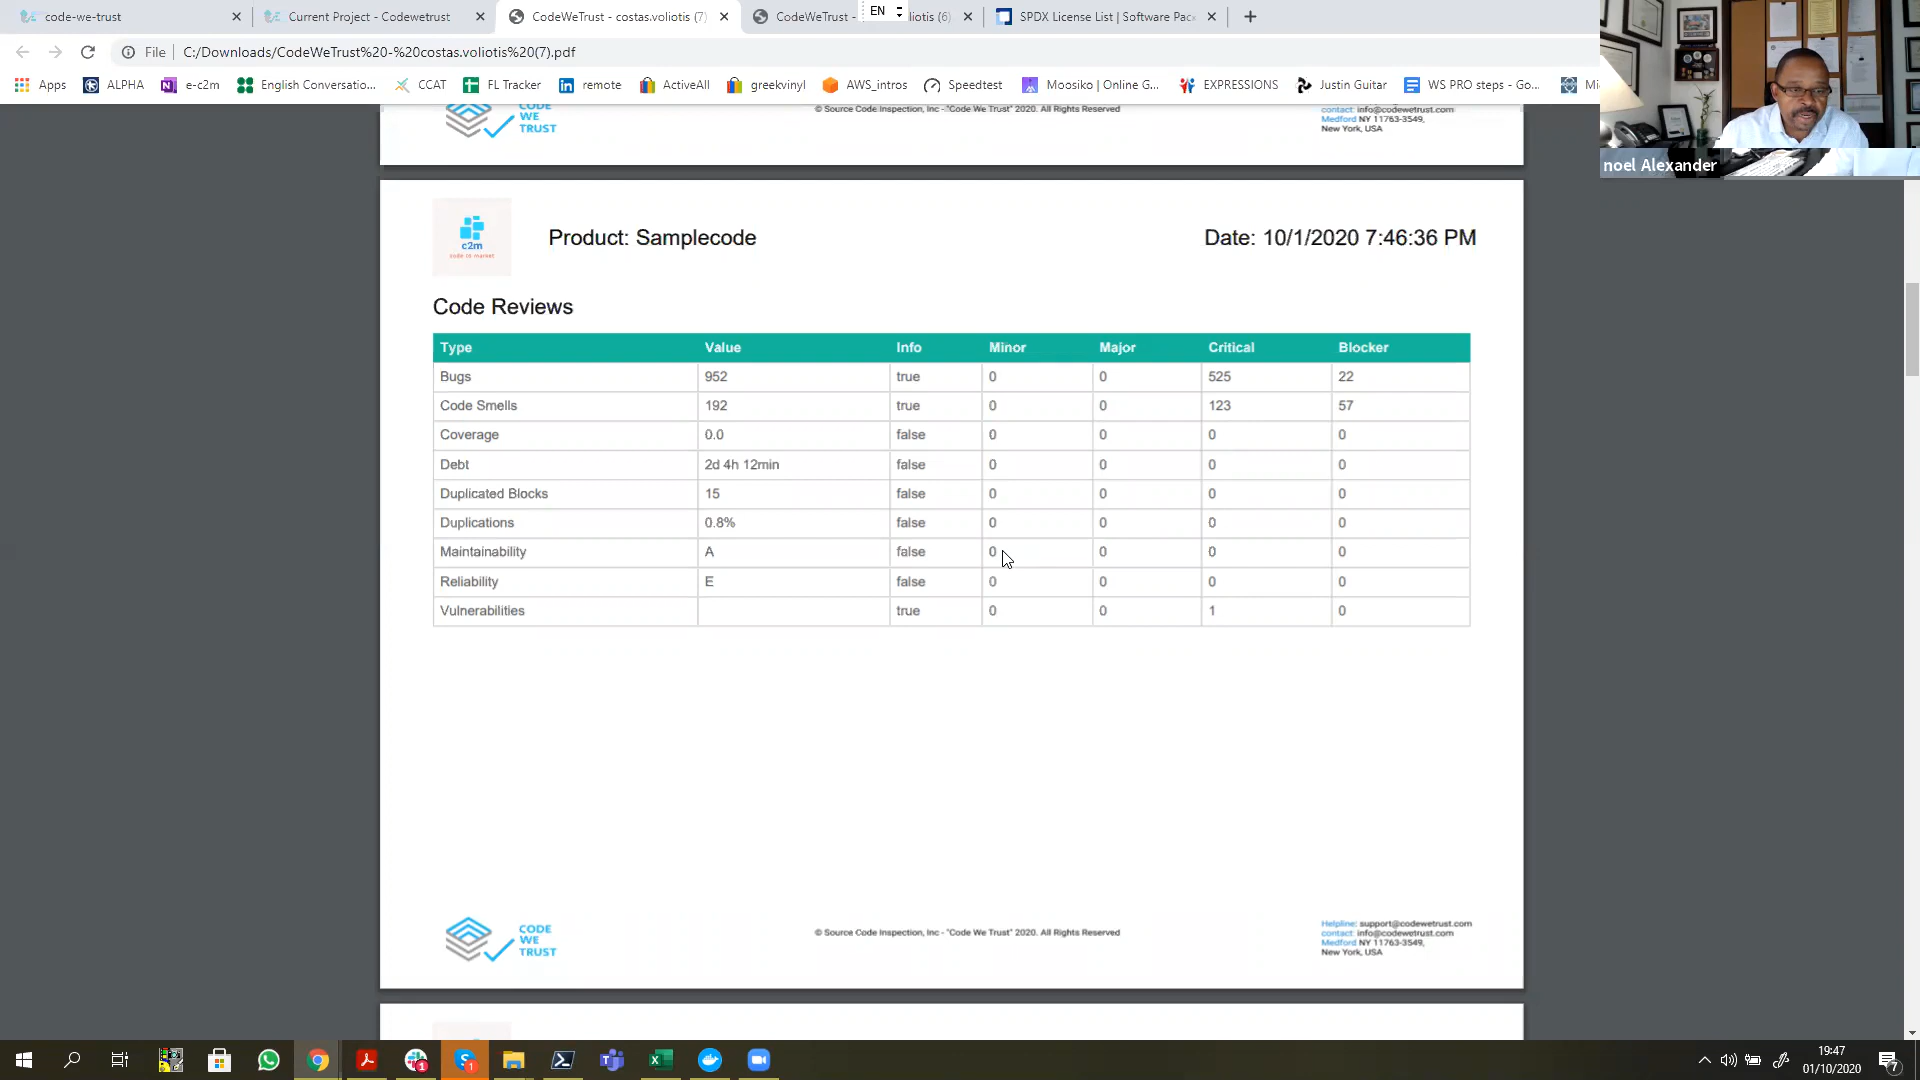 code-we-trust
Current Project - Codewetrust
CodeWeTrust - costas.voliotis (7)
CodeWeTrust -
liotis (6)
SPDX License List | Software Pac
EN
File
C:/Downloads/CodeWeTrust%20-%20costas.voliotis%20(7).pdf
Apps
ALPHA
e-c2m
English Conversatio...
CCAT
FL Tracker
remote
ActiveAll
greekvinyl
AWS_intros
Speedtest
Moosiko | Online G...
EXPRESSIONS
Justin Guitar
WS PRO steps - Go...
Mi
noel Alexander
CODE
WE
TRUST
© Source Code Inspection, Inc - "Code We Trust" 2020. All Rights Reserved
contact: info@codewetrust.com
Medford NY 11763-3549,
New York, USA
c2m
code to market
Product: Samplecode
Date: 10/1/2020 7:46:36 PM
Code Reviews
Type Value Info Minor Major Critical Blocker
Bugs 952 true 0 0 525 22
Code Smells 192 true 0 0 123 57
Coverage 0.0 false 0 0 0 0
Debt 2d 4h 12min false 0 0 0 0
Duplicated Blocks 15 false 0 0 0 0
Duplications 0.8% false 0 0 0 0
Maintainability A false 0 0 0 0
Reliability E false 0 0 0 0
Vulnerabilities true 0 0 1 0
CODE
WE
TRUST
© Source Code Inspection, Inc - "Code We Trust" 2020. All Rights Reserved
Helpline: support@codewetrust.com
contact: info@codewetrust.com
Medford NY 11763-3549,
New York, USA
19:47
01/10/2020
7